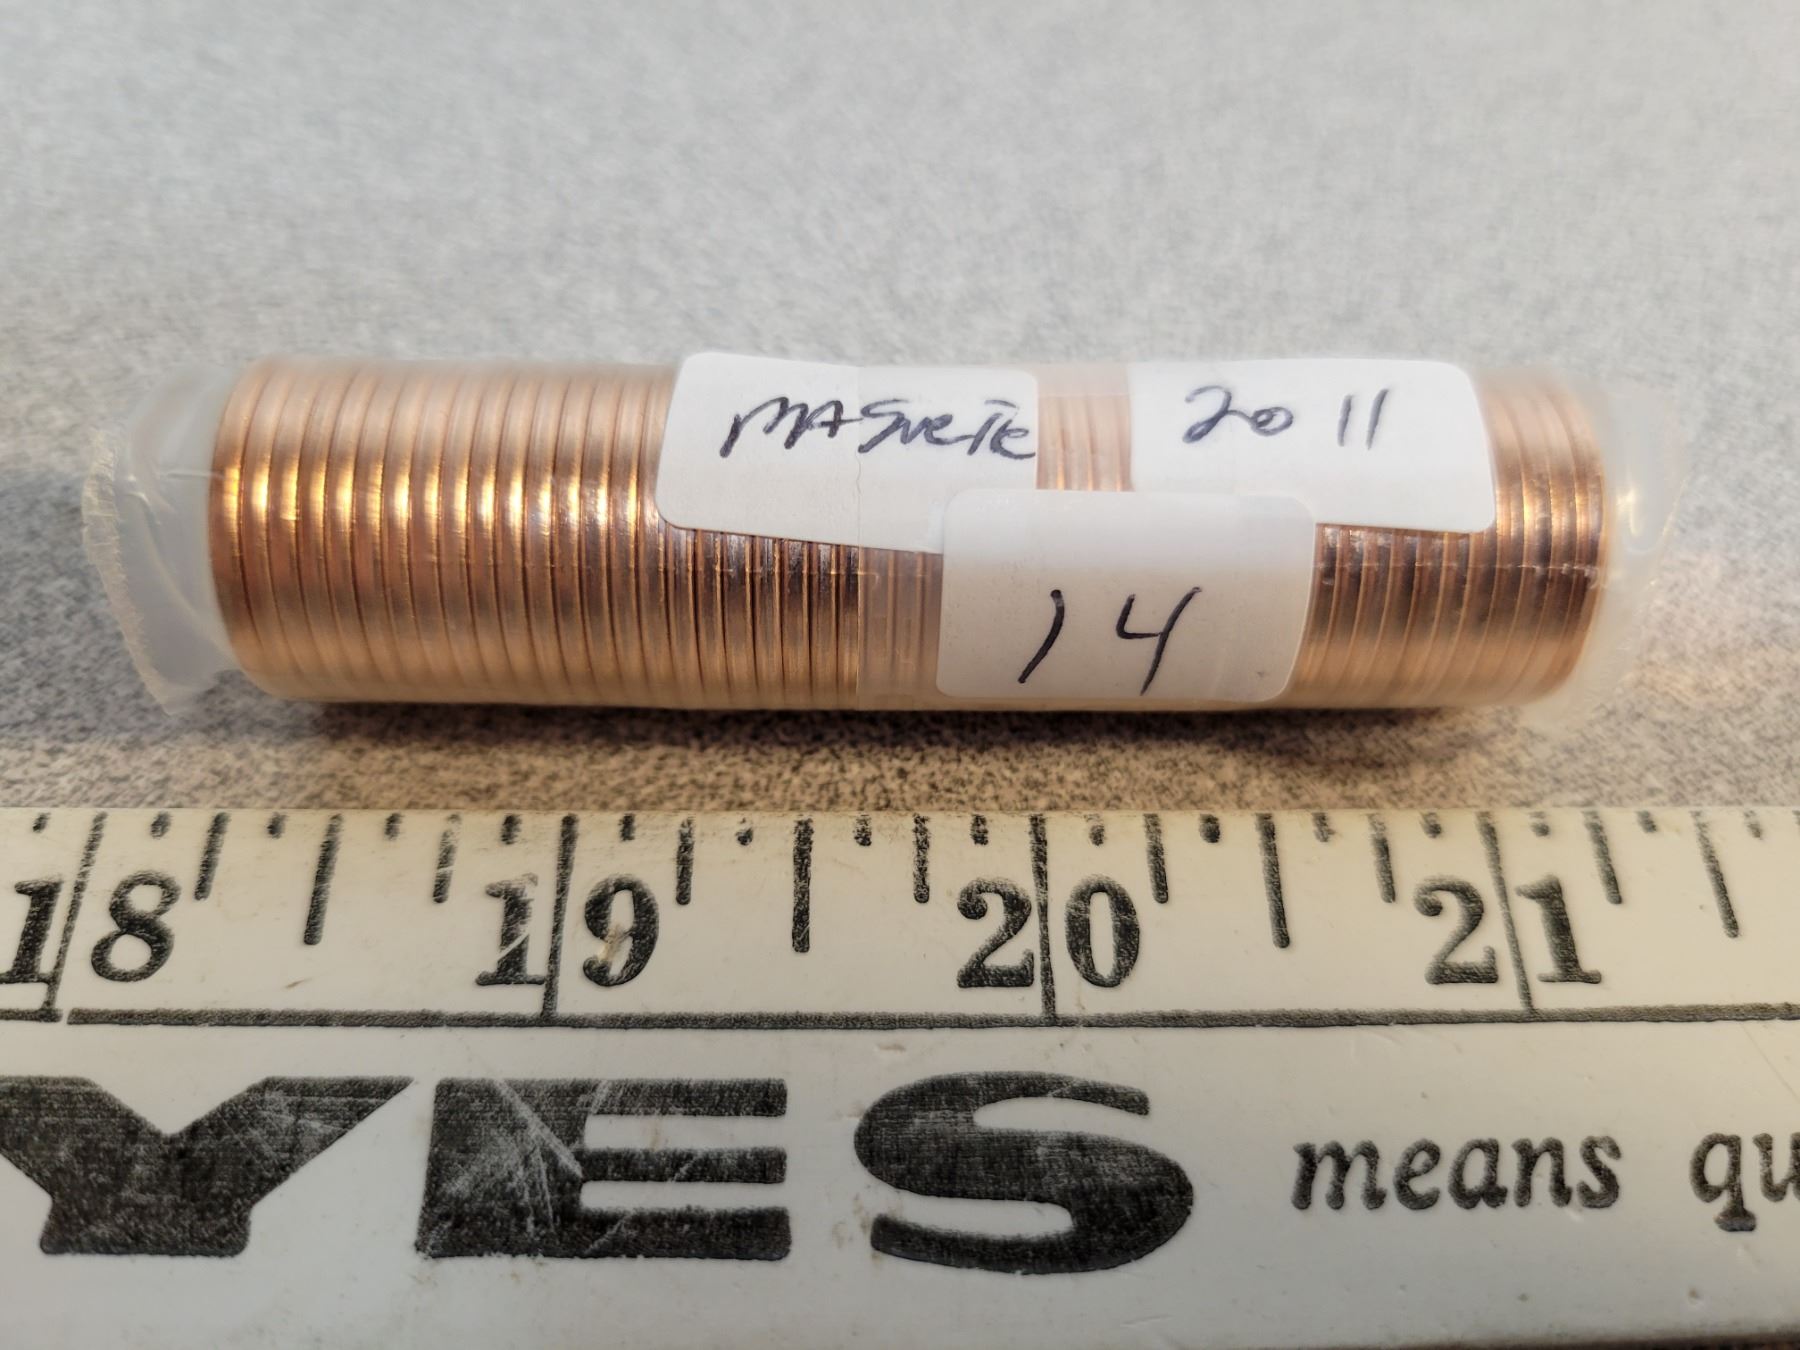 MAGNETIC 2011
14
18 19 20 21
YES means qu